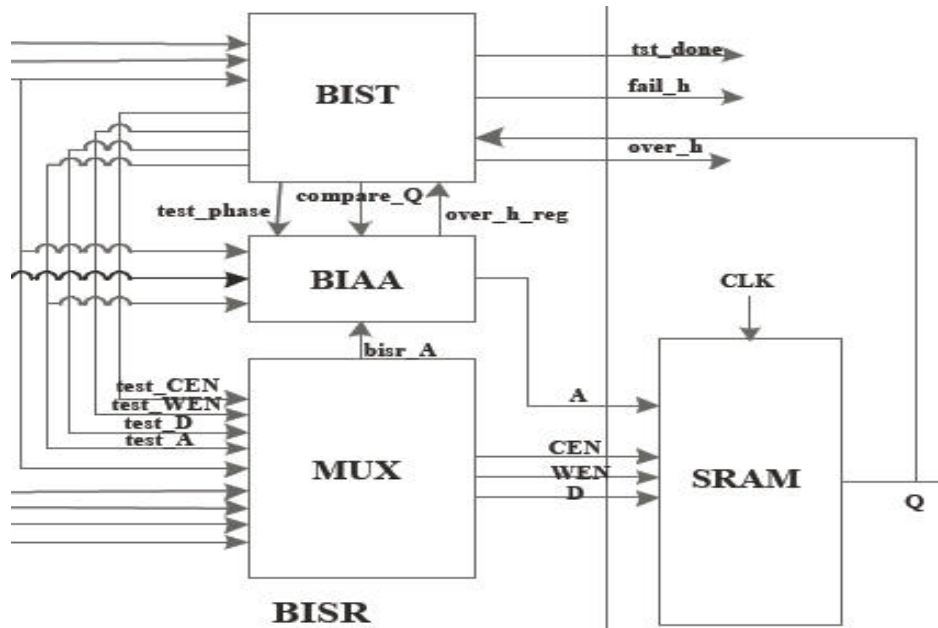 tst_done
BIST
fail_h
over_h
compare_Q
test_phase
over_h_reg
BIAA
CLK
bisr_A
test_CEN
test_WEN
test_D
test_A
A
CEN
WEN
D
MUX
SRAM
Q
BISR